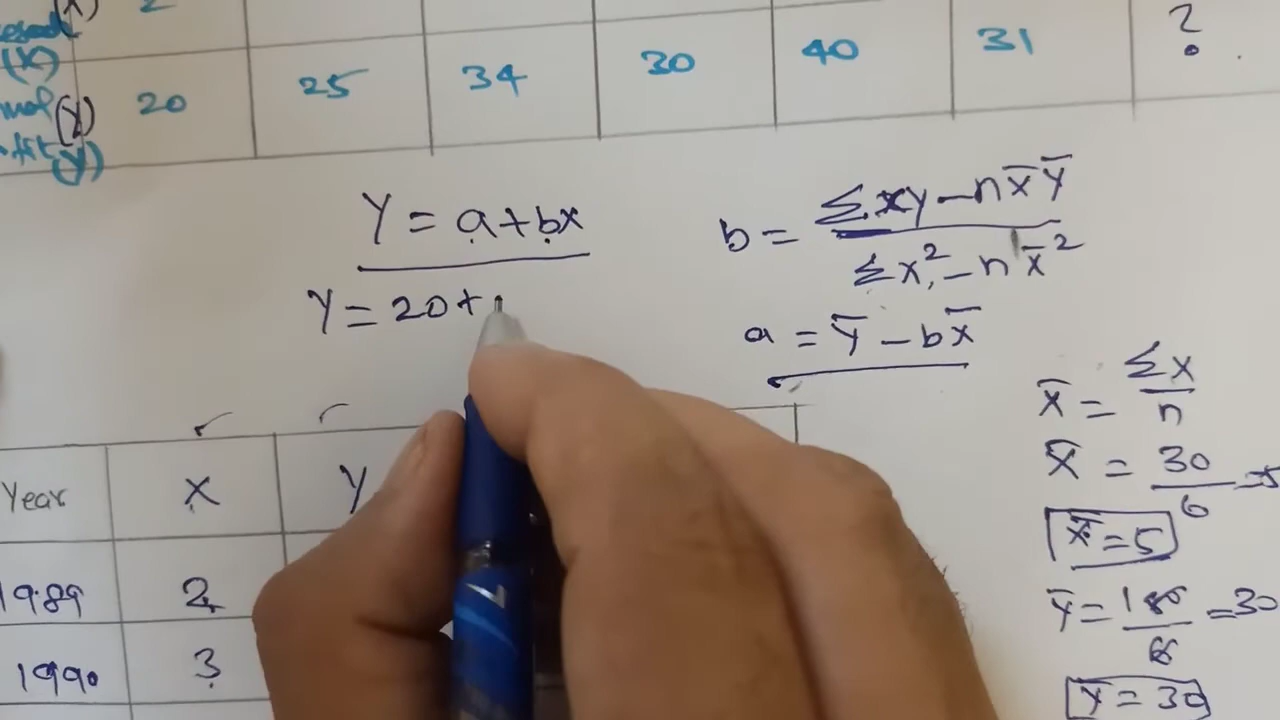 (X) 2
(X)
20 25 34 30 40 31 ?
(Y)
(Y)
Y = a + bx
b = Σxy - n x̄ ȳ / Σx² - n x̄²
Y = 20 +
a = ȳ - b x̄
x̄ = Σx / n
Year X Y
x̄ = 30 / 6 = 5
x̄ = 5
1989 2
ȳ = 180 / 6 = 30
1990 3
ȳ = 30